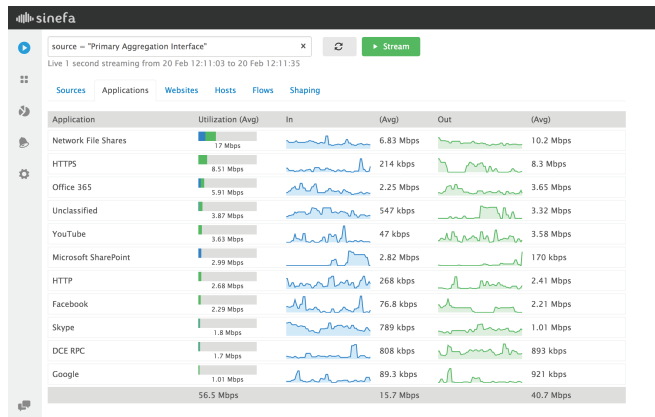 sinefa
source = "Primary Aggregation Interface" × Stream
Live 1 second streaming from 20 Feb 12:11:03 to 20 Feb 12:11:35
Sources Applications Websites Hosts Flows Shaping
Application Utilization (Avg) In (Avg) Out (Avg)
Network File Shares 17 Mbps 6.83 Mbps 10.2 Mbps
HTTPS 8.51 Mbps 214 kbps 8.3 Mbps
Office 365 5.91 Mbps 2.25 Mbps 3.65 Mbps
Unclassified 3.87 Mbps 547 kbps 3.32 Mbps
YouTube 3.63 Mbps 47 kbps 3.58 Mbps
Microsoft SharePoint 2.99 Mbps 2.82 Mbps 170 kbps
HTTP 2.68 Mbps 268 kbps 2.41 Mbps
Facebook 2.29 Mbps 76.8 kbps 2.21 Mbps
Skype 1.8 Mbps 789 kbps 1.01 Mbps
DCE RPC 1.7 Mbps 808 kbps 893 kbps
Google 1.01 Mbps 89.3 kbps 921 kbps
56.5 Mbps 15.7 Mbps 40.7 Mbps